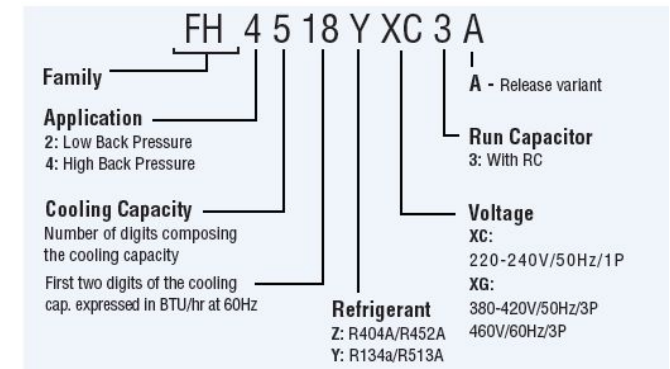 FH 4 5 18 Y XC 3 A
Family
A - Release variant
Application
2: Low Back Pressure
4: High Back Pressure
Run Capacitor
3: With RC
Cooling Capacity
Number of digits composing
the cooling capacity
First two digits of the cooling
cap. expressed in BTU/hr at 60Hz
Voltage
XC:
220-240V/50Hz/1P
XG:
380-420V/50Hz/3P
460V/60Hz/3P
Refrigerant
Z: R404A/R452A
Y: R134a/R513A